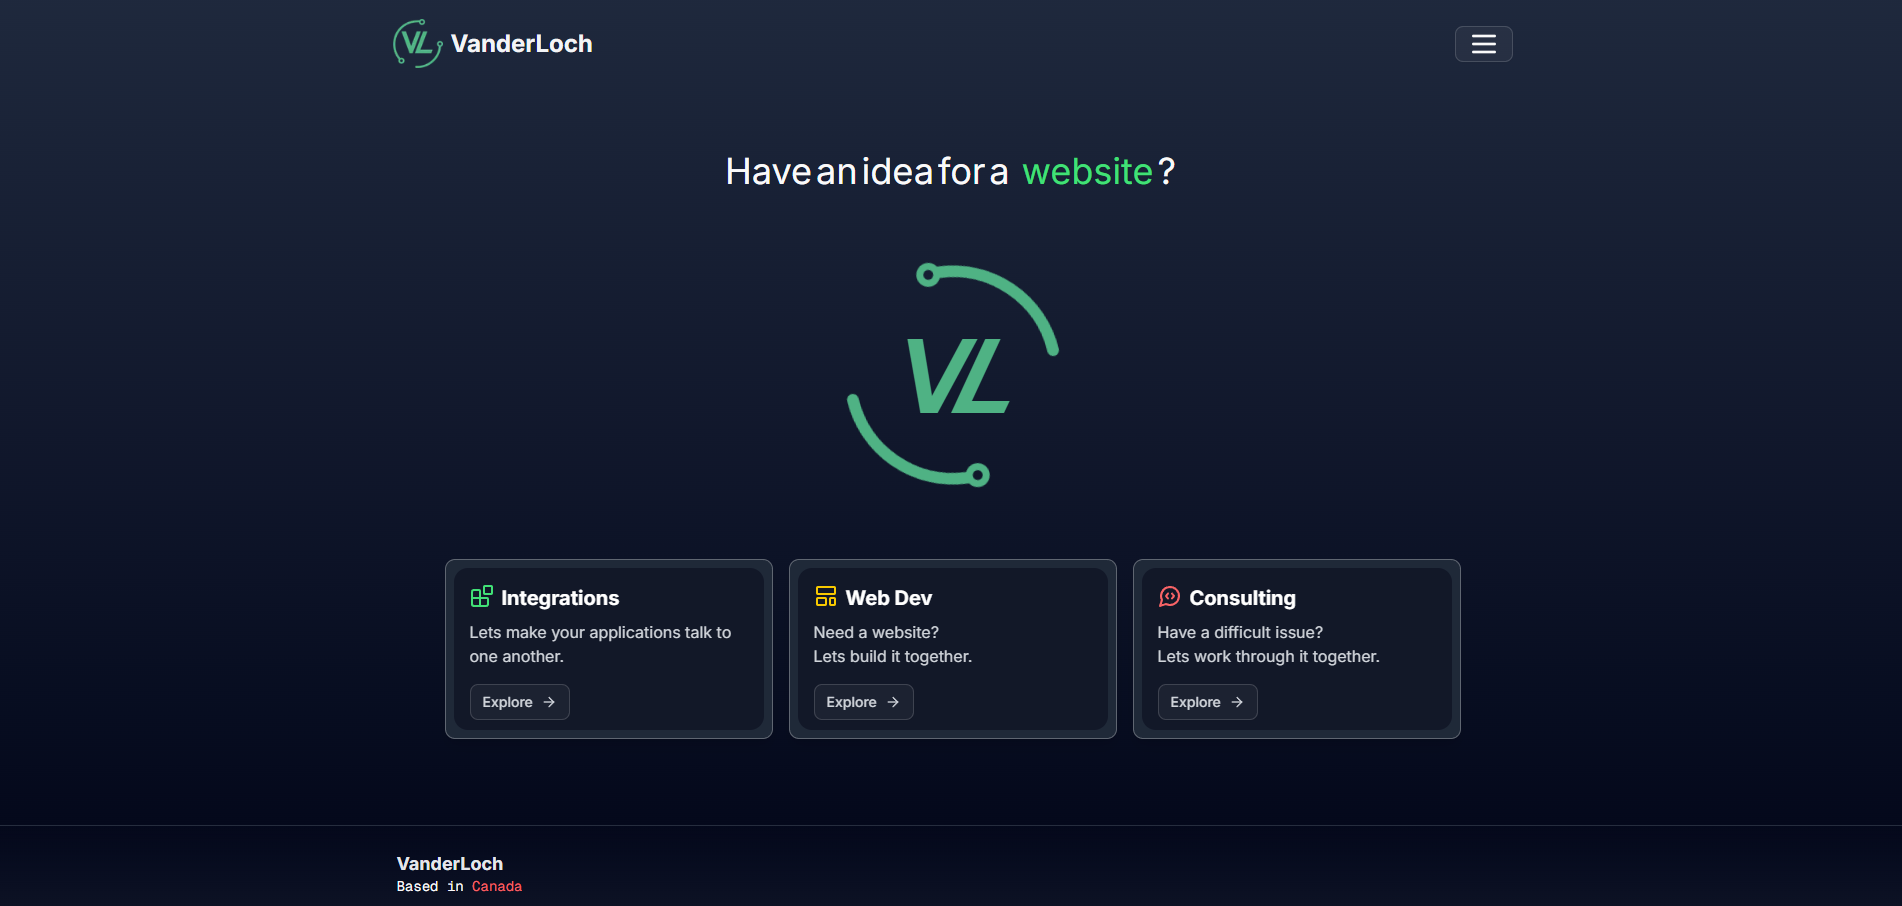 VL VanderLoch
Have an idea for a website?
VL
Integrations
Lets make your applications talk to
one another.
Explore →
Web Dev
Need a website?
Lets build it together.
Explore →
Consulting
Have a difficult issue?
Lets work through it together.
Explore →
VanderLoch
Based in Canada